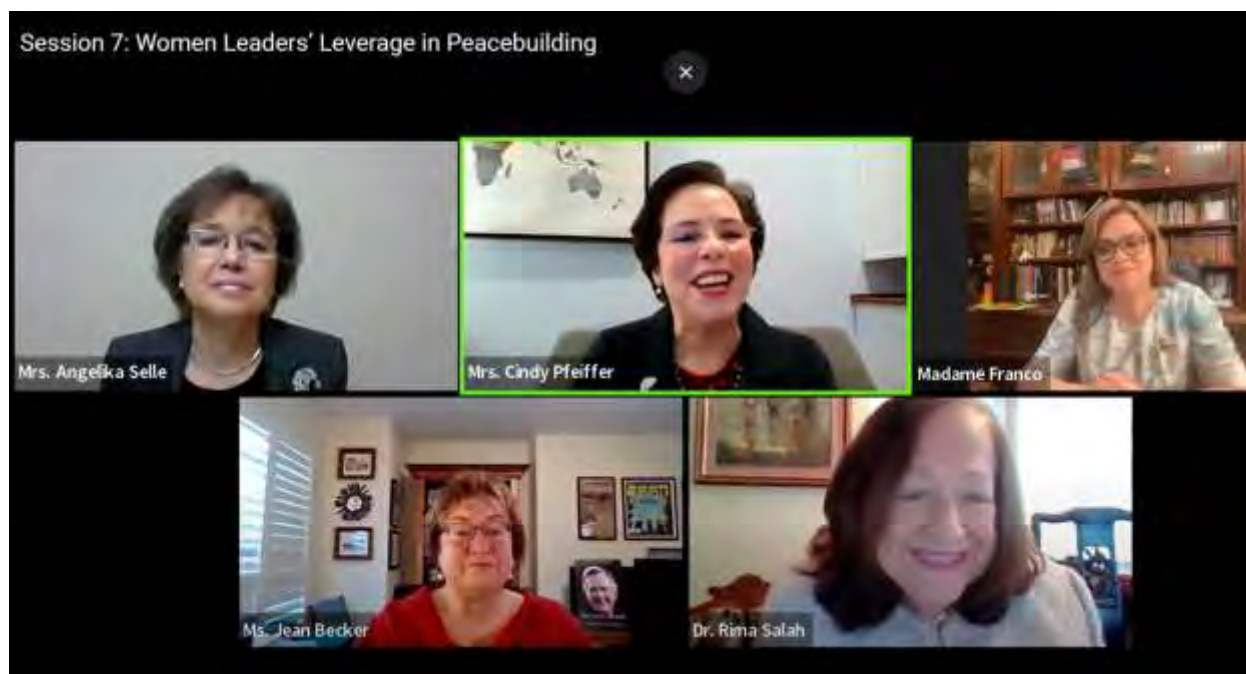 Session 7: Women Leaders' Leverage in Peacebuilding
Mrs. Angelika Selle
Mrs. Cindy Pfeiffer
Madame Franco
Ms. Jean Becker
Dr. Rima Salah